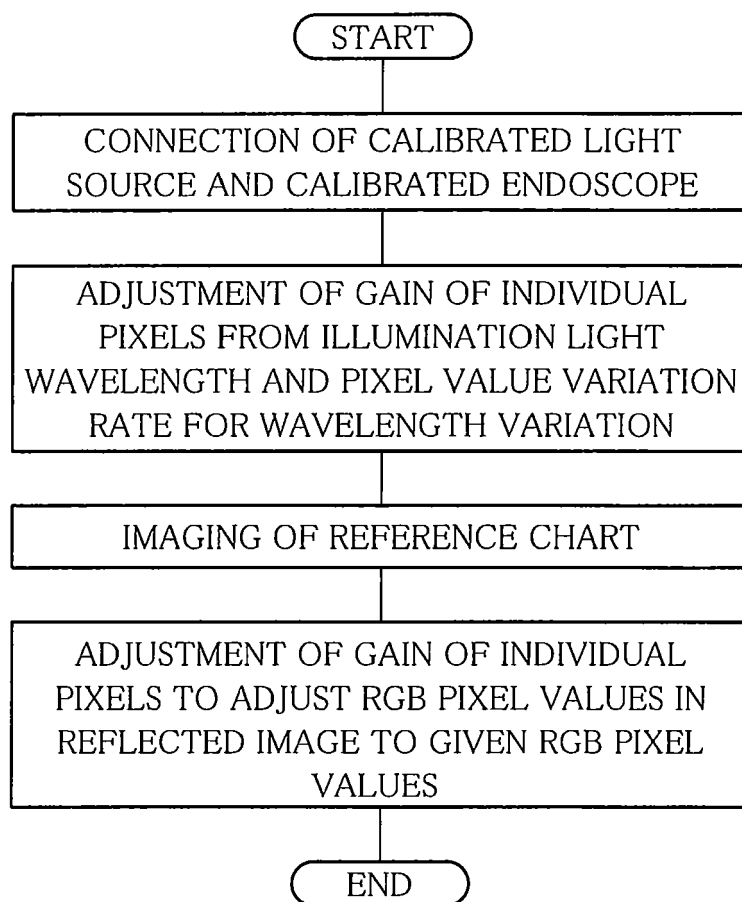 START
CONNECTION OF CALIBRATED LIGHT
SOURCE AND CALIBRATED ENDOSCOPE
ADJUSTMENT OF GAIN OF INDIVIDUAL
PIXELS FROM ILLUMINATION LIGHT
WAVELENGTH AND PIXEL VALUE VARIATION
RATE FOR WAVELENGTH VARIATION
IMAGING OF REFERENCE CHART
ADJUSTMENT OF GAIN OF INDIVIDUAL
PIXELS TO ADJUST RGB PIXEL VALUES IN
REFLECTED IMAGE TO GIVEN RGB PIXEL
VALUES
END